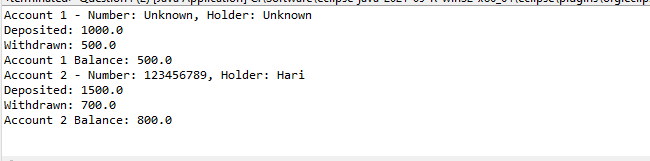 Account 1 - Number: Unknown, Holder: Unknown
Deposited: 1000.0
Withdrawn: 500.0
Account 1 Balance: 500.0
Account 2 - Number: 123456789, Holder: Hari
Deposited: 1500.0
Withdrawn: 700.0
Account 2 Balance: 800.0